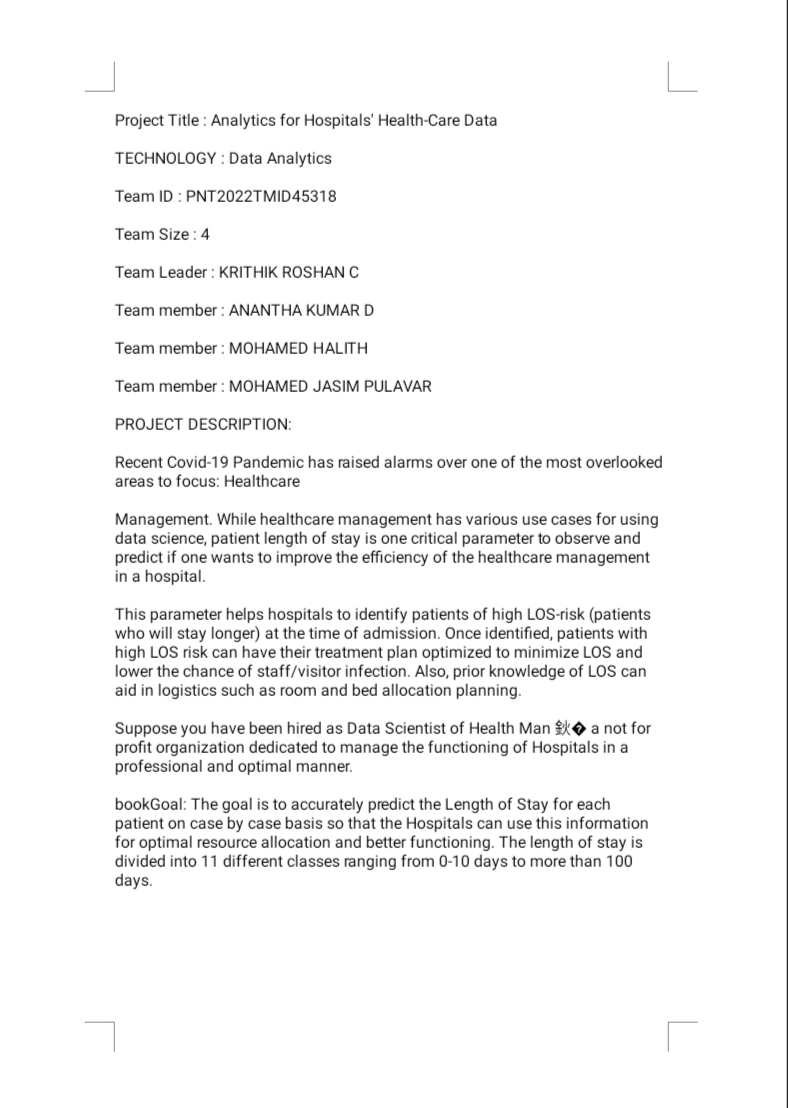 Project Title : Analytics for Hospitals' Health-Care Data
TECHNOLOGY : Data Analytics
Team ID : PNT2022TMID45318
Team Size : 4
Team Leader : KRITHIK ROSHAN C
Team member : ANANTHA KUMAR D
Team member : MOHAMED HALITH
Team member : MOHAMED JASIM PULAVAR
PROJECT DESCRIPTION:
Recent Covid-19 Pandemic has raised alarms over one of the most overlooked
areas to focus: Healthcare
Management. While healthcare management has various use cases for using
data science, patient length of stay is one critical parameter to observe and
predict if one wants to improve the efficiency of the healthcare management
in a hospital.
This parameter helps hospitals to identify patients of high LOS-risk (patients
who will stay longer) at the time of admission. Once identified, patients with
high LOS risk can have their treatment plan optimized to minimize LOS and
lower the chance of staff/visitor infection. Also, prior knowledge of LOS can
aid in logistics such as room and bed allocation planning.
Suppose you have been hired as Data Scientist of Health Man 鈥� a not for
profit organization dedicated to manage the functioning of Hospitals in a
professional and optimal manner.
bookGoal: The goal is to accurately predict the Length of Stay for each
patient on case by case basis so that the Hospitals can use this information
for optimal resource allocation and better functioning. The length of stay is
divided into 11 different classes ranging from 0-10 days to more than 100
days.